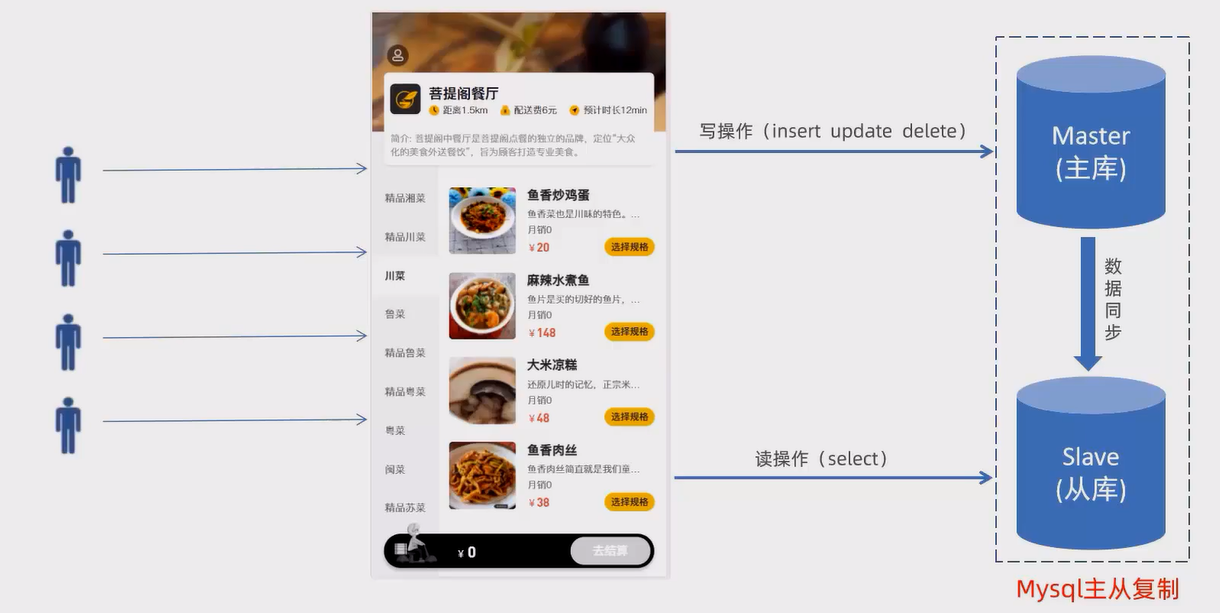 菩提阁餐厅
距离1.5km 配送费6元 预计时长12min
简介: 菩提阁中餐厅是菩提阁点餐的独立的品牌，定位“大众
化的美食外送餐饮”，旨为顾客打造专业美食。
精品湘菜
精品川菜
川菜
鲁菜
精品鲁菜
精品粤菜
粤菜
闽菜
精品苏菜
鱼香炒鸡蛋
鱼香菜也是川味的特色。...
月销0
¥20 选择规格
麻辣水煮鱼
鱼片是买的切好的鱼片，...
月销0
¥148 选择规格
大米凉糕
还原儿时的记忆、正宗米...
月销0
¥48 选择规格
鱼香肉丝
鱼香肉丝简直就是我们童...
月销0
¥38 选择规格
¥0 去结算
写操作（insert update delete）
读操作（select）
Master
(主库)
数据同步
Slave
(从库)
Mysql主从复制